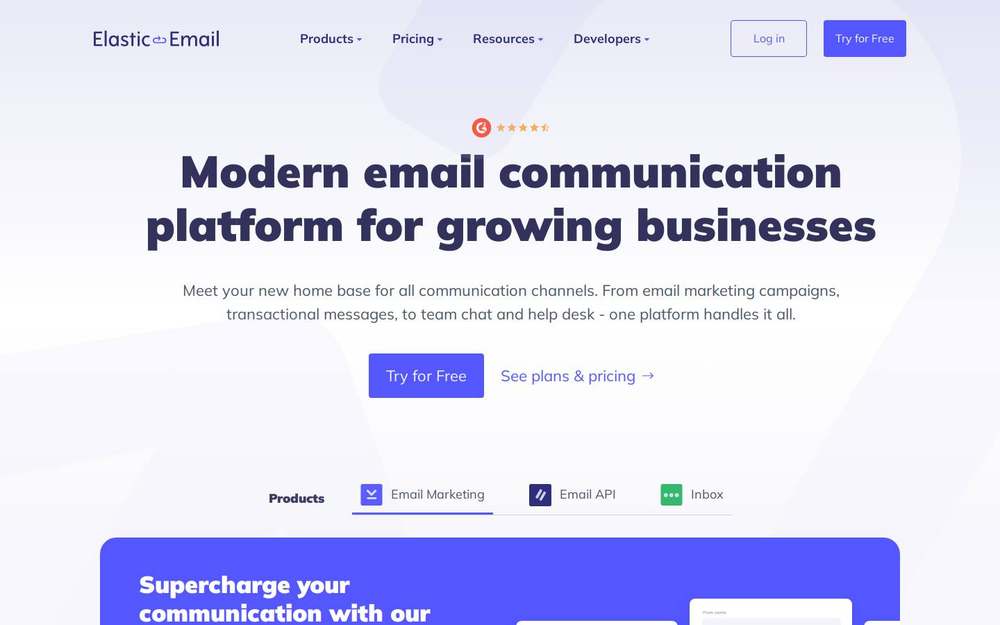 Elastic Email
Products
Pricing
Resources
Developers
Log in
Try for Free
Modern email communication
platform for growing businesses
Meet your new home base for all communication channels. From email marketing campaigns,
transactional messages, to team chat and help desk - one platform handles it all.
Try for Free
See plans & pricing →
Products
Email Marketing
Email API
Inbox
Supercharge your
communication with our